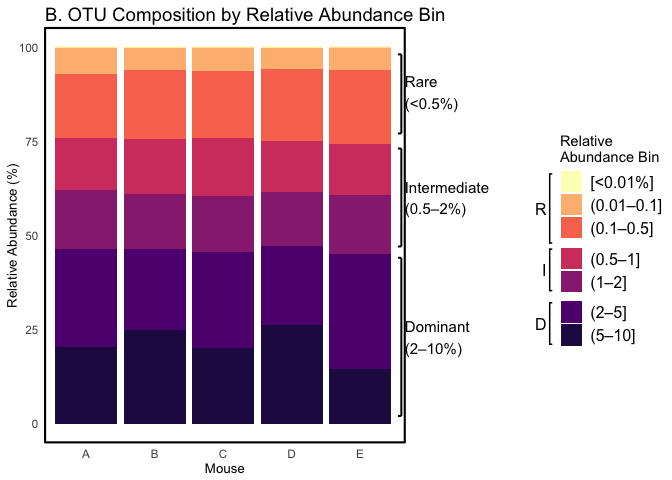 B. OTU Composition by Relative Abundance Bin
Relative Abundance (%)
100
75
50
25
0
A B C D E
Mouse
Rare
(<0.5%)
Intermediate
(0.5–2%)
Dominant
(2–10%)
Relative
Abundance Bin
R
[<0.01%]
(0.01–0.1]
(0.1–0.5]
I
(0.5–1]
(1–2]
D
(2–5]
(5–10]